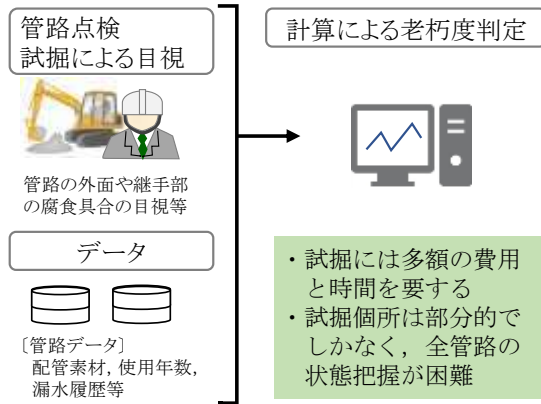 管路点検
試掘による目視
管路の外面や継手部
の腐食具合の目視等
データ
〔管路データ〕
配管素材, 使用年数,
漏水履歴等
計算による老朽度判定
・試掘には多額の費用
と時間を要する
・試掘個所は部分的で
しかなく，全管路の
状態把握が困難